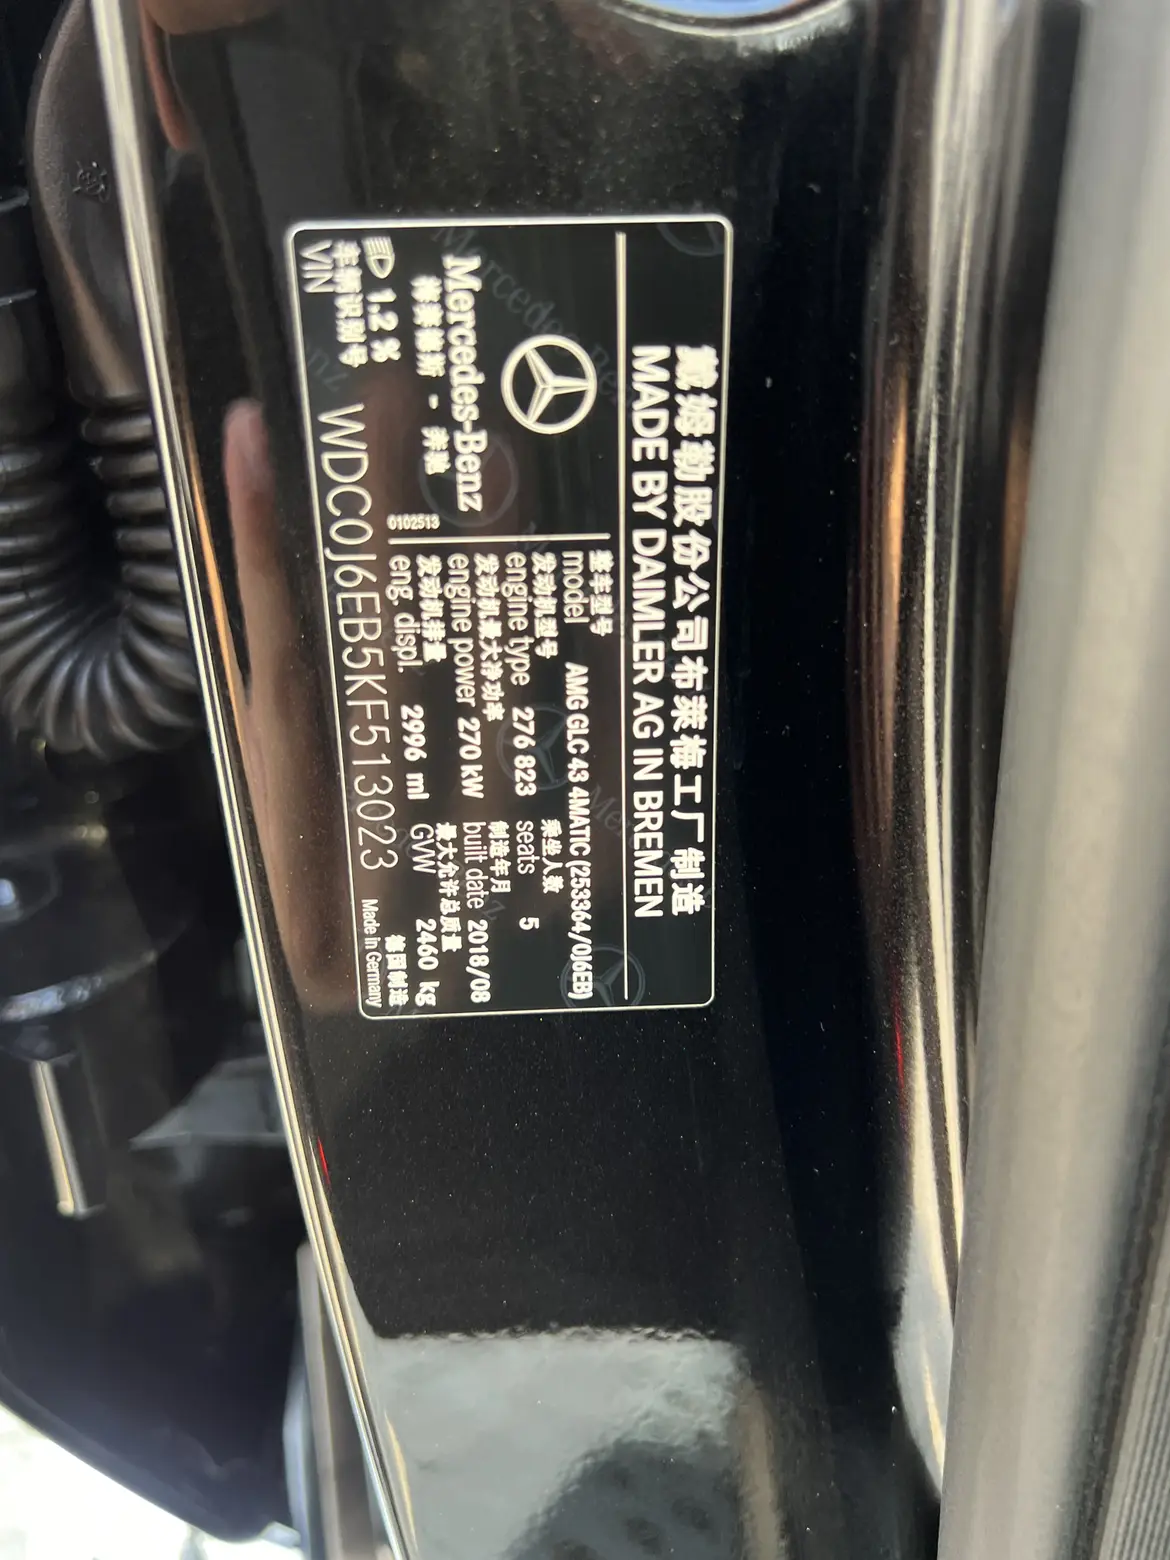 戴姆勒股份公司布莱梅工厂制造
MADE BY DAIMLER AG IN BREMEN
Mercedes-Benz
梅赛德斯 - 奔驰
1.2 %
0102513
整车型号
model AMG GLC 43 4MATIC (253364/0J6EB)
发动机型号 乘坐人数
engine type 276 823 seats 5
发动机最大净功率 制造年月
engine power 270 kW built date 2018/08
发动机排量 最大允许总质量
eng. displ. 2996 ml GVW 2460 kg
车辆识别号
VIN WDC0J6EB5KF513023
德国制造
Made In Germany